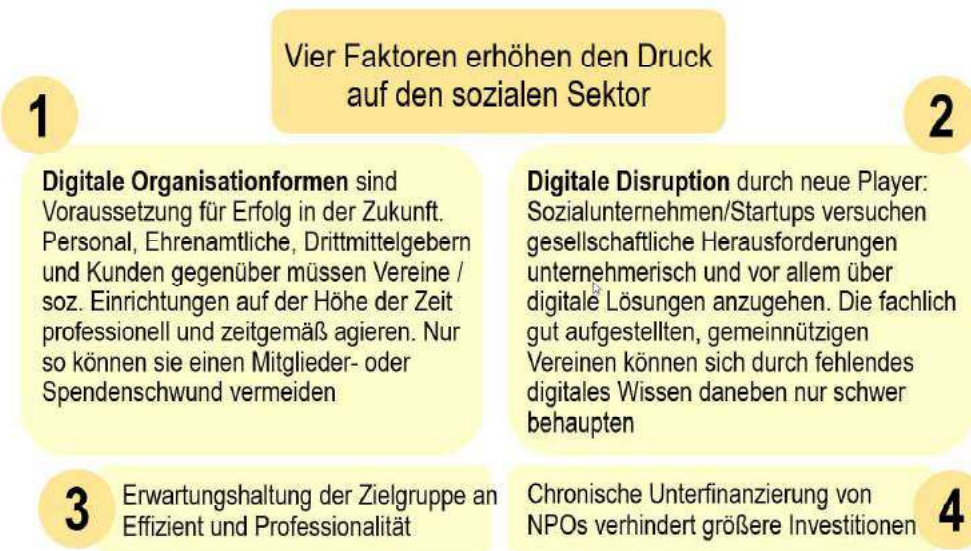 Vier Faktoren erhöhen den Druck
auf den sozialen Sektor
1
Digitale Organisationformen sind
Voraussetzung für Erfolg in der Zukunft.
Personal, Ehrenamtliche, Drittmittelgebern
und Kunden gegenüber müssen Vereine /
soz. Einrichtungen auf der Höhe der Zeit
professionell und zeitgemäß agieren. Nur
so können sie einen Mitglieder- oder
Spendenschwund vermeiden
2
Digitale Disruption durch neue Player:
Sozialunternehmen/Startups versuchen
gesellschaftliche Herausforderungen
unternehmerisch und vor allem über
digitale Lösungen anzugehen. Die fachlich
gut aufgestellten, gemeinnützigen
Vereinen können sich durch fehlendes
digitales Wissen daneben nur schwer
behaupten
3
Erwartungshaltung der Zielgruppe an
Effizient und Professionalität
Chronische Unterfinanzierung von
NPOs verhindert größere Investitionen
4